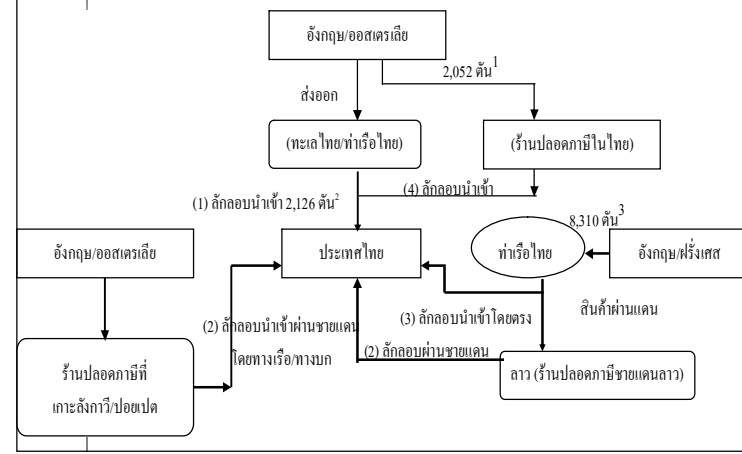 อังกฤษ/ออสเตรเลีย
2,052 ตัน1
ส่งออก
(ทะเลไทย/ท่าเรือไทย)
(ร้านปลอดภาษีในไทย)
(4) ลักลอบนำเข้า
(1) ลักลอบนำเข้า 2,126 ตัน2
8,310 ตัน3
อังกฤษ/ออสเตรเลีย
ประเทศไทย
ท่าเรือไทย
อังกฤษ/ฝรั่งเศส
สินค้าผ่านแดน
(3) ลักลอบนำเข้าโดยตรง
(2) ลักลอบนำเข้าผ่านชายแดน
โดยทางเรือ/ทางบก
(2) ลักลอบผ่านชายแดน
ร้านปลอดภาษีที่
เกาะลังกาวี/ปอยเปต
ลาว (ร้านปลอดภาษีชายแดนลาว)